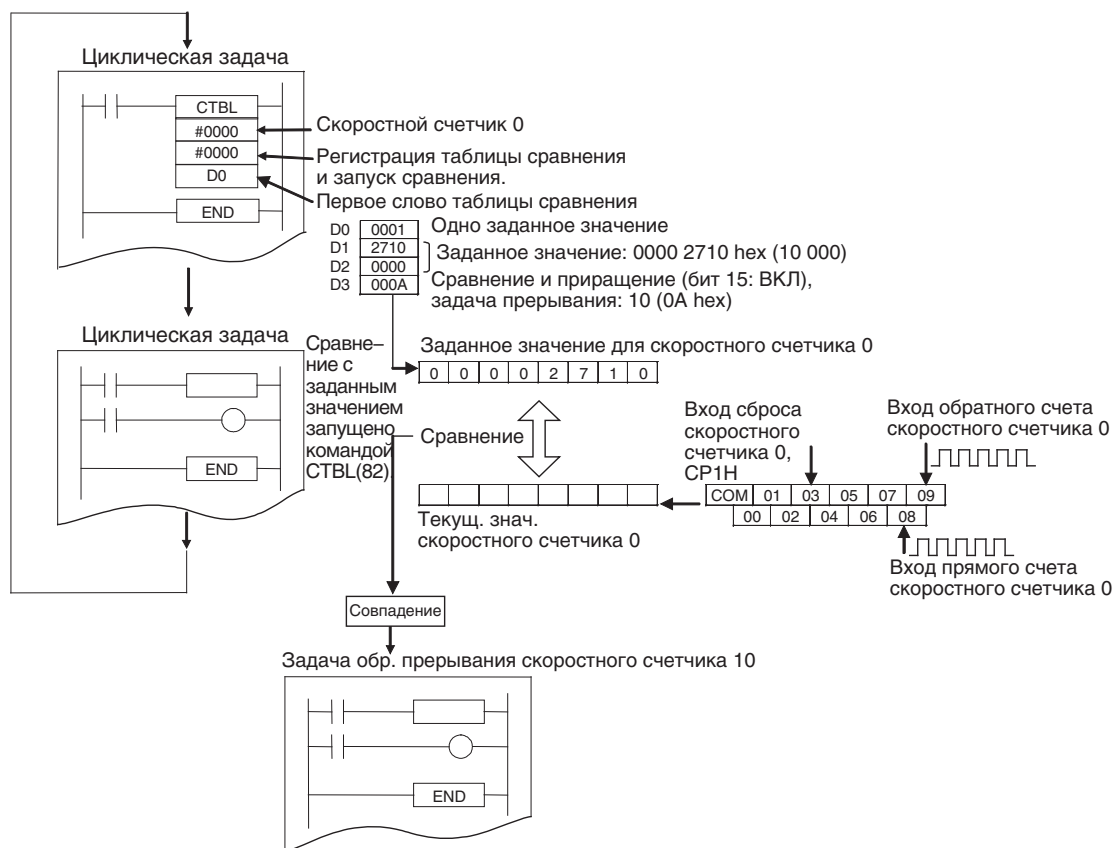 Циклическая задача
CTBL
#0000
#0000
D0
END
Скоростной счетчик 0
Регистрация таблицы сравнения
и запуск сравнения.
Первое слово таблицы сравнения
D0 0001 Одно заданное значение
D1 2710
D2 0000
Заданное значение: 0000 2710 hex (10 000)
D3 000A
Сравнение и приращение (бит 15: ВКЛ),
задача прерывания: 10 (0A hex)
Циклическая задача
END
Сравне–
ние с
заданным
значением
запущено
командой
CTBL(82)
Заданное значение для скоростного счетчика 0
0 0 0 0 2 7 1 0
Сравнение
Текущ. знач.
скоростного счетчика 0
Вход сброса
скоростного
счетчика 0,
CP1H
Вход обратного счета
скоростного счетчика 0
COM 01 03 05 07 09
00 02 04 06 08
Вход прямого счета
скоростного счетчика 0
Совпадение
Задача обр. прерывания скоростного счетчика 10
END